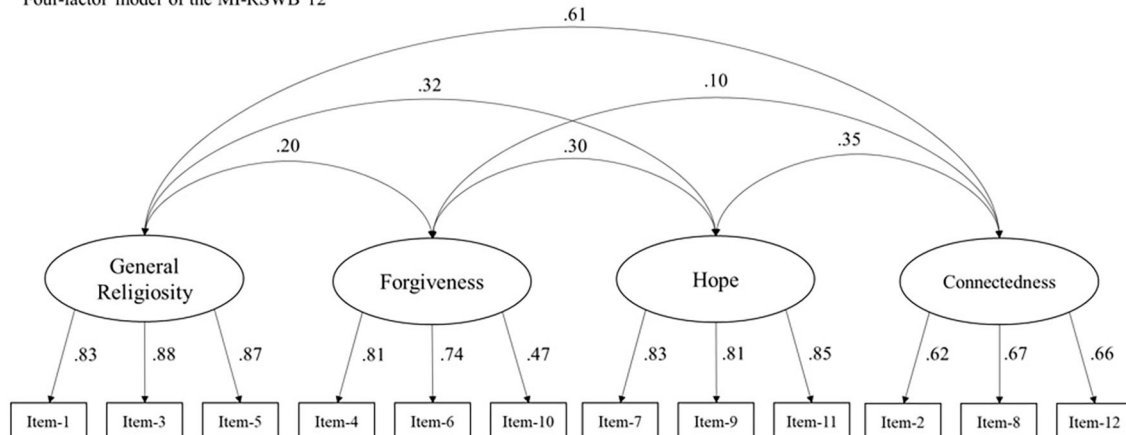 Four-factor model of the MI-RSWB 12
.61
.32
.10
.20
.30
.35
General
Religiosity
Forgiveness
Hope
Connectedness
.83
.88
.87
.81
.74
.47
.83
.81
.85
.62
.67
.66
Item-1
Item-3
Item-5
Item-4
Item-6
Item-10
Item-7
Item-9
Item-11
Item-2
Item-8
Item-12